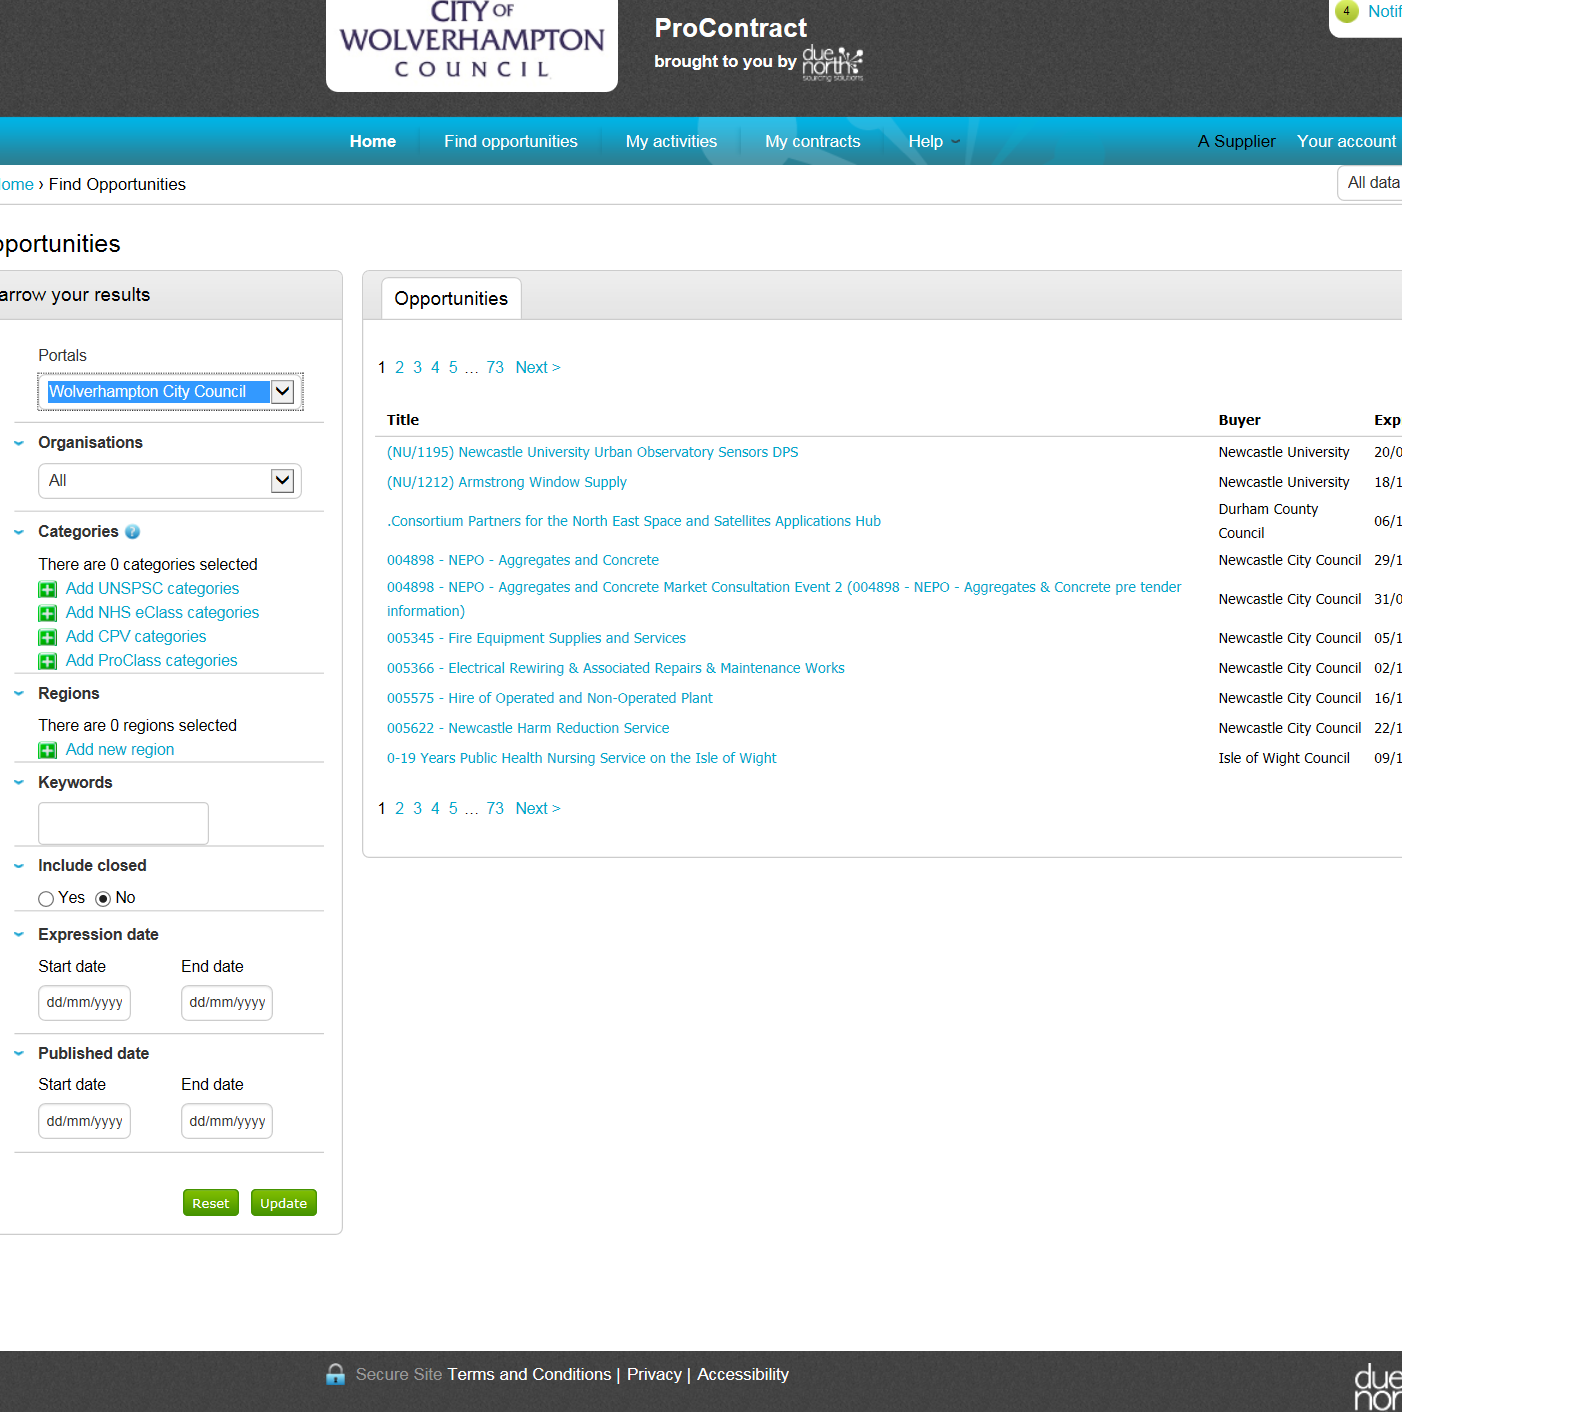 CITY OF
WOLVERHAMPTON
COUNCIL
ProContract
brought to you by due north
sourcing solutions
4 Notif
Home Find opportunities My activities My contracts Help A Supplier Your account
ome › Find Opportunities All data
pportunities
arrow your results
Portals
Wolverhampton City Council
Organisations
All
Categories ?
There are 0 categories selected
Add UNSPSC categories
Add NHS eClass categories
Add CPV categories
Add ProClass categories
Regions
There are 0 regions selected
Add new region
Keywords
Include closed
Yes No
Expression date
Start date End date
dd/mm/yyyy dd/mm/yyyy
Published date
Start date End date
dd/mm/yyyy dd/mm/yyyy
Reset Update
Opportunities
1 2 3 4 5 ... 73 Next >
Title Buyer Exp
(NU/1195) Newcastle University Urban Observatory Sensors DPS Newcastle University 20/0
(NU/1212) Armstrong Window Supply Newcastle University 18/1
.Consortium Partners for the North East Space and Satellites Applications Hub Durham County Council 06/1
004898 - NEPO - Aggregates and Concrete Newcastle City Council 29/1
004898 - NEPO - Aggregates and Concrete Market Consultation Event 2 (004898 - NEPO - Aggregates & Concrete pre tender
information) Newcastle City Council 31/0
005345 - Fire Equipment Supplies and Services Newcastle City Council 05/1
005366 - Electrical Rewiring & Associated Repairs & Maintenance Works Newcastle City Council 02/1
005575 - Hire of Operated and Non-Operated Plant Newcastle City Council 16/1
005622 - Newcastle Harm Reduction Service Newcastle City Council 22/1
0-19 Years Public Health Nursing Service on the Isle of Wight Isle of Wight Council 09/1
1 2 3 4 5 ... 73 Next >
Secure Site Terms and Conditions | Privacy | Accessibility
due
nor